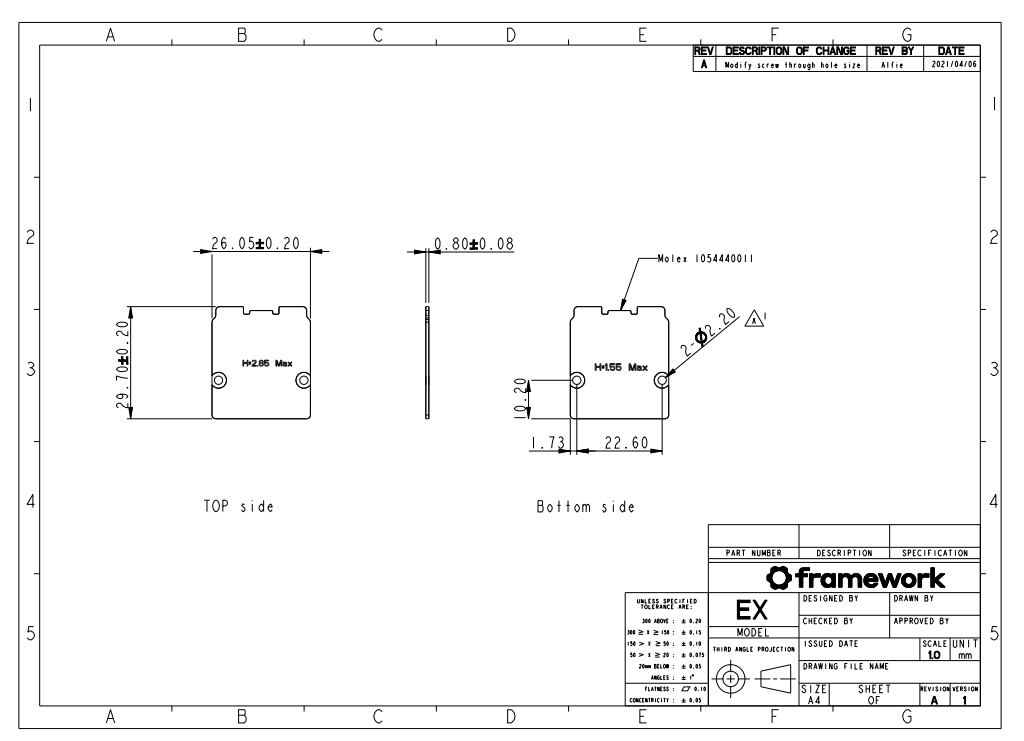 A B C D E F G
REV DESCRIPTION OF CHANGE REV BY DATE
A Modify screw through hole size Alfie 2021/04/06
1 1
2 2
26.05±0.20 0.80±0.08
Molex 1054440011
29.70±0.20
2-ϕ2.20 A 1
H=2.85 Max
H=1.55 Max
3 3
10.20
1.73 22.60
4 4
TOP side Bottom side
PART NUMBER DESCRIPTION SPECIFICATION
framework
UNLESS SPECIFIED
TOLERANCE ARE:
300 ABOVE : ± 0.20
300 ≥ X ≥ 150 : ± 0.15
150 > X ≥ 50 : ± 0.10
50 > X ≥ 20 : ± 0.075
20mm BELOW : ± 0.05
ANGLES : ± 1°
FLATNESS : ▱ 0.10
CONCENTRICITY : ± 0.05
EX
MODEL
DESIGNED BY DRAWN BY
CHECKED BY APPROVED BY
5 5
THIRD ANGLE PROJECTION
ISSUED DATE
SCALE UNIT
1.0 mm
DRAWING FILE NAME
SIZE SHEET REVISION VERSION
A4 OF A 1
A B C D E F G